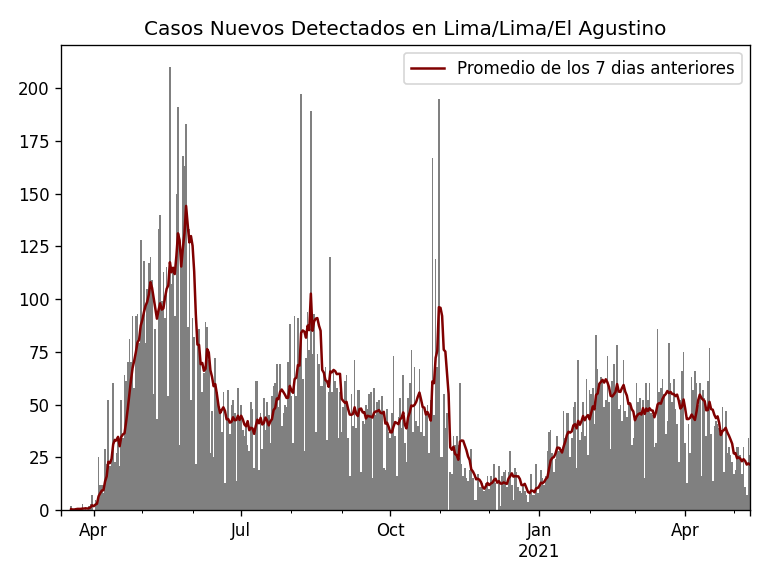 Casos Nuevos Detectados en Lima/Lima/El Agustino
Promedio de los 7 dias anteriores
200
175
150
125
100
75
50
25
0
Apr
Jul
Oct
Jan
2021
Apr